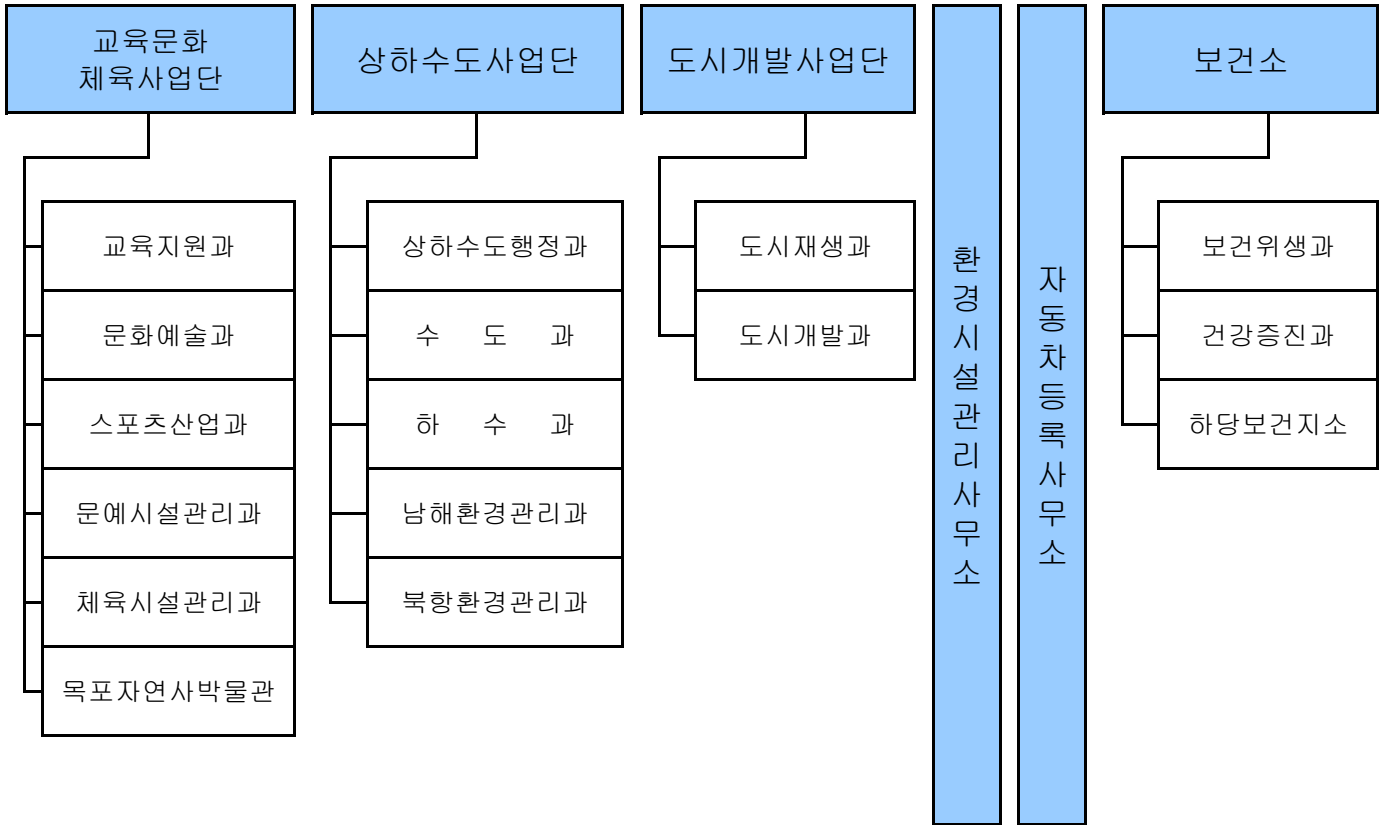 교육문화
체육사업단
교육지원과
문화예술과
스포츠산업과
문예시설관리과
체육시설관리과
목포자연사박물관
상하수도사업단
상하수도행정과
수 도 과
하 수 과
남해환경관리과
북항환경관리과
도시개발사업단
도시재생과
도시개발과
환경시설관리사무소
자동차등록사무소
보건소
보건위생과
건강증진과
하당보건지소